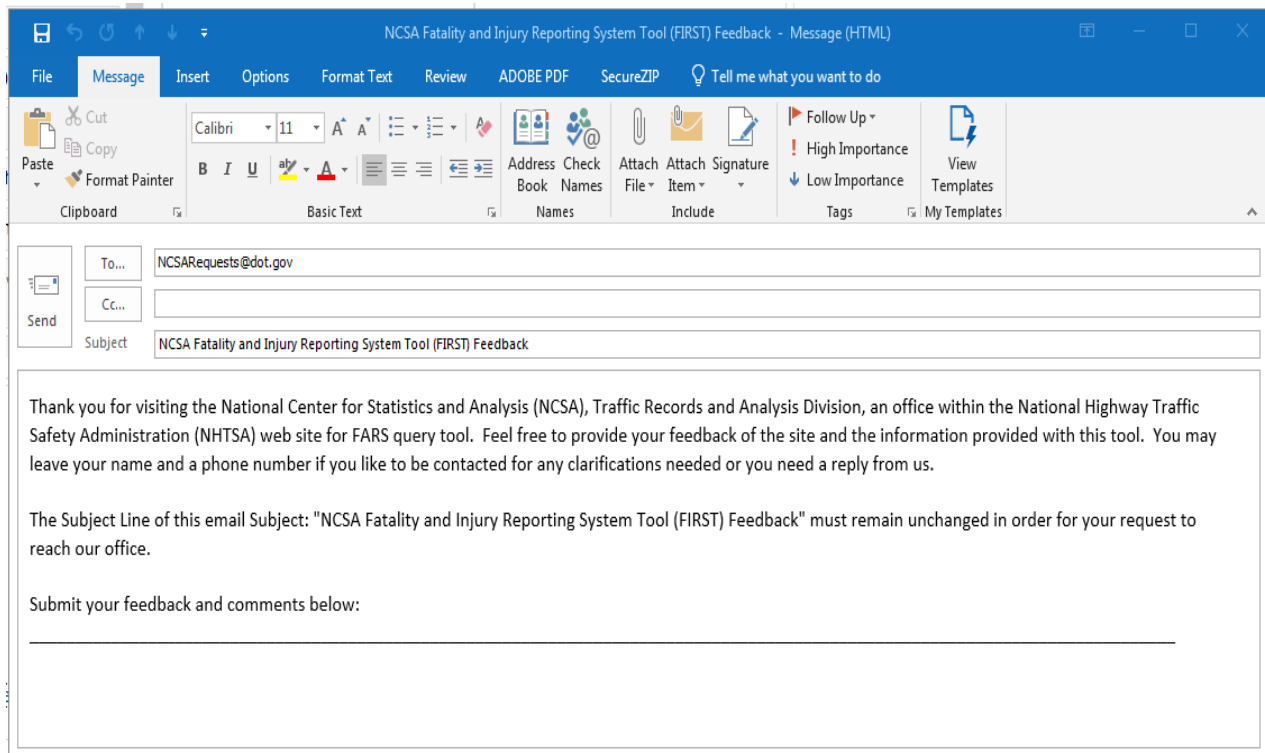 NCSA Fatality and Injury Reporting System Tool (FIRST) Feedback - Message (HTML)
File Message Insert Options Format Text Review ADOBE PDF SecureZIP Tell me what you want to do
Cut
Copy
Format Painter
Paste
Calibri 11
B I U aby A
Address Book
Check Names
Attach File
Attach Item
Signature
Follow Up
High Importance
Low Importance
View Templates
Clipboard Basic Text Names Include Tags My Templates
To... NCSARequests@dot.gov
Cc...
Send
Subject NCSA Fatality and Injury Reporting System Tool (FIRST) Feedback
Thank you for visiting the National Center for Statistics and Analysis (NCSA), Traffic Records and Analysis Division, an office within the National Highway Traffic
Safety Administration (NHTSA) web site for FARS query tool.  Feel free to provide your feedback of the site and the information provided with this tool.  You may
leave your name and a phone number if you like to be contacted for any clarifications needed or you need a reply from us.
The Subject Line of this email Subject: "NCSA Fatality and Injury Reporting System Tool (FIRST) Feedback" must remain unchanged in order for your request to
reach our office.
Submit your feedback and comments below: